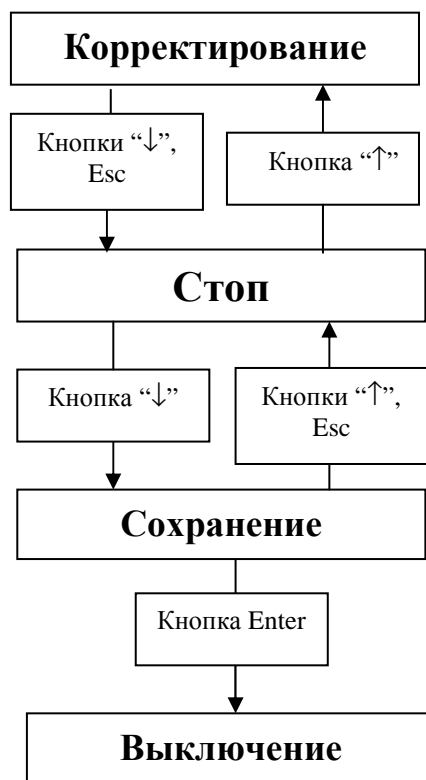 Корректирование
Кнопки “↓”,
Esc
Кнопка “↑”
Стоп
Кнопка “↓”
Кнопки “↑”,
Esc
Сохранение
Кнопка Enter
Выключение